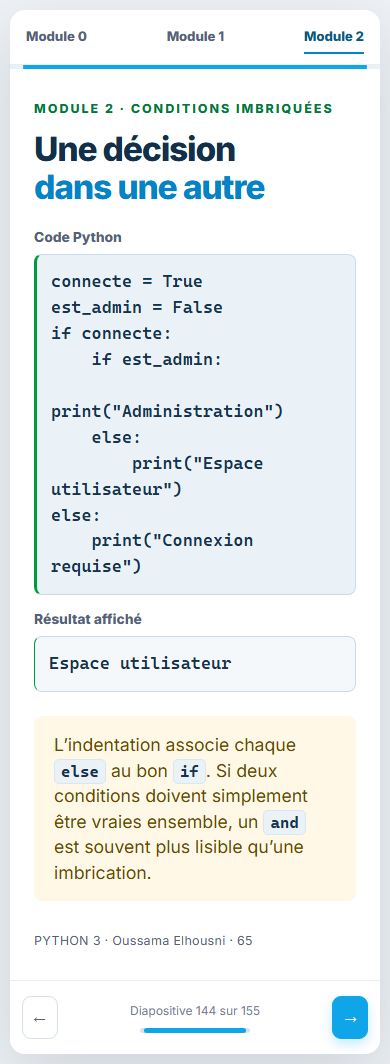 Module 0
Module 1
Module 2
MODULE 2 · CONDITIONS IMBRIQUÉES
Une décision
dans une autre
Code Python
connecte = True
est_admin = False
if connecte:
    if est_admin:

print("Administration")
    else:
        print("Espace
utilisateur")
else:
    print("Connexion
requise")
Résultat affiché
Espace utilisateur
L’indentation associe chaque
else au bon if. Si deux
conditions doivent simplement
être vraies ensemble, un and
est souvent plus lisible qu’une
imbrication.
PYTHON 3 · Oussama Elhousni · 65
← Diapositive 144 sur 155 →